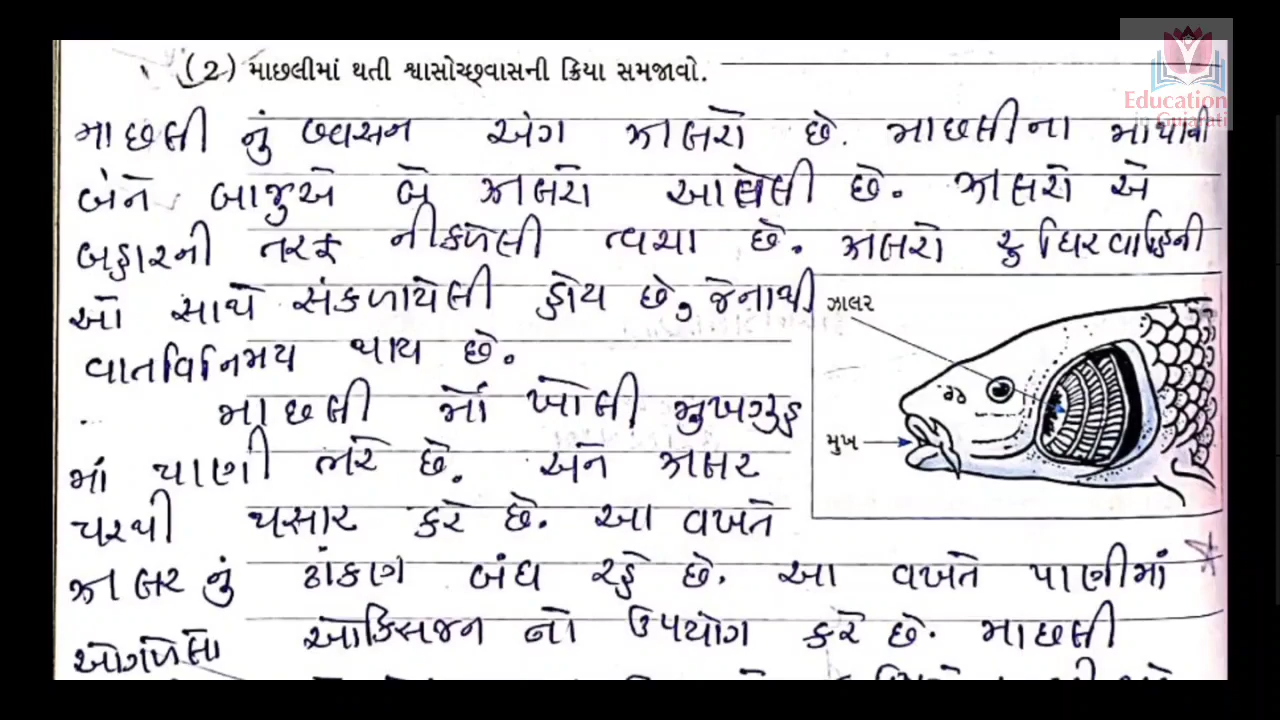 Education
in Gujarati
(2) માછલીમાં થતી શ્વાસોચ્છ્વાસની ક્રિયા સમજાવો.
માછલી નું શ્વસન અંગ ઝાલરો છે. માછલીના માથાની
બંને બાજુએ બે ઝાલરો આવેલી છે. ઝાલરો એ
બહારની તરફ નીકળેલી ત્વચા છે. ઝાલરો રુધિરવાહિની
ઓ સાથે સંકળાયેલી હોય છે, જેનાથી
વાતવિનિમય થાય છે.
ઝાલર
મુખ
માછલી મોં ખોલી મુખગુહા
માં પાણી ભરે છે. અને ઝાલર
પરથી પસાર કરે છે. આ વખતે
ઝાલર નું ઢાંકણ બંધ રહે છે. આ વખતે પાણીમાં
ઓગળેલો ઓક્સિજન નો ઉપયોગ કરે છે. માછલી